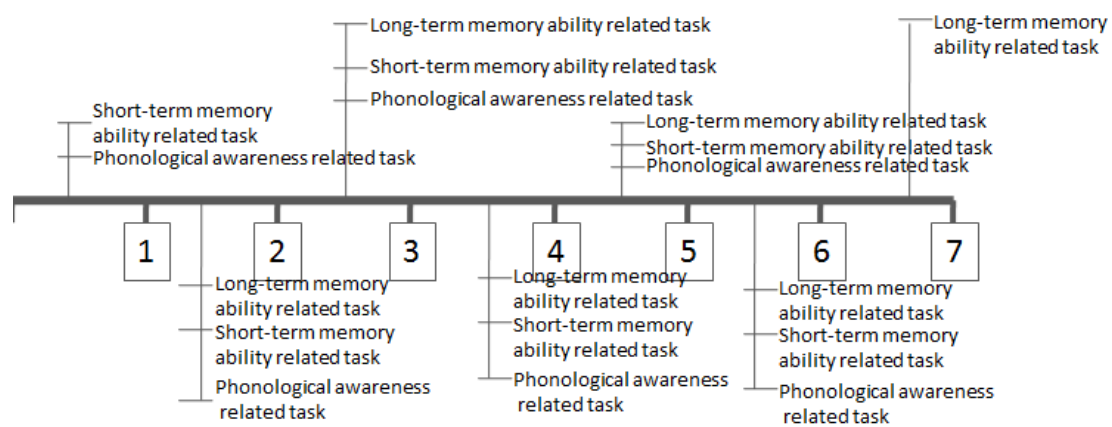 Long-term memory ability related task
Short-term memory ability related task
Phonological awareness related task
Long-term memory
ability related task
Short-term memory
ability related task
Phonological awareness related task
Long-term memory ability related task
Short-term memory ability related task
Phonological awareness related task
1
2
3
4
5
6
7
Long-term memory
ability related task
Short-term memory
ability related task
Phonological awareness
related task
Long-term memory
ability related task
Short-term memory
ability related task
Phonological awareness
related task
Long-term memory
ability related task
Short-term memory
ability related task
Phonological awareness
related task